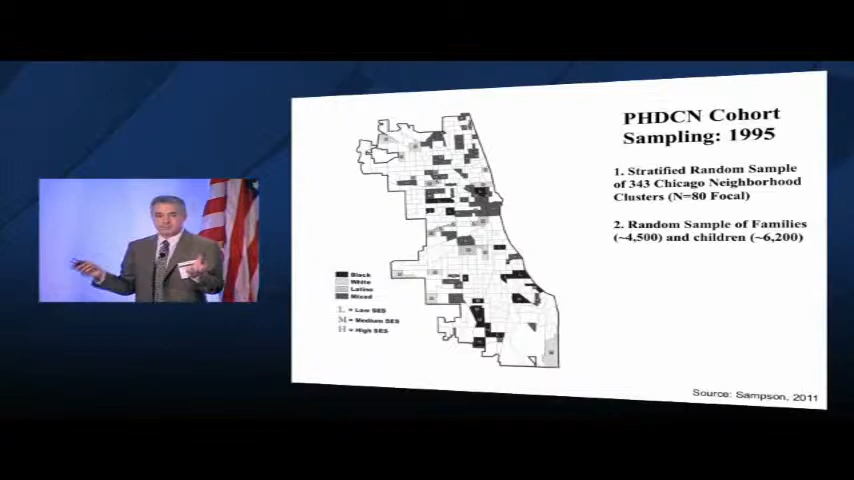 PHDCN Cohort
Sampling: 1995
1. Stratified Random Sample
of 343 Chicago Neighborhood
Clusters (N=80 Focal)
2. Random Sample of Families
(~4,500) and children (~6,200)
Black
White
Latino
Mixed
L = Low SES
M = Medium SES
H = High SES
Source: Sampson, 2011